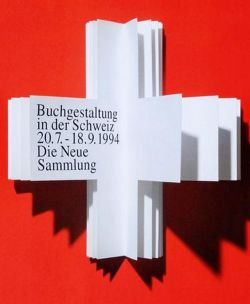 Buchgestaltung
in der Schweiz
20.7.-18.9.1994
Die Neue
Sammlung